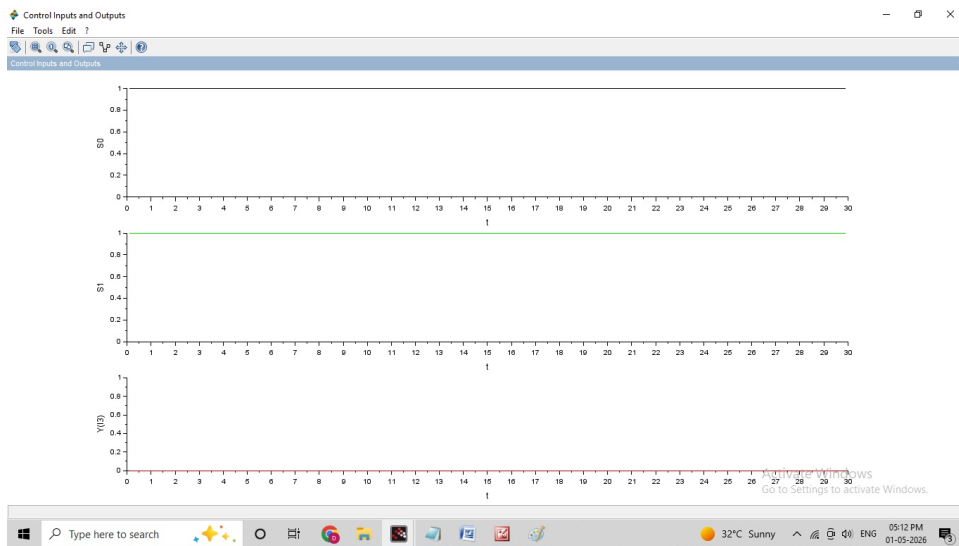 Control Inputs and Outputs
File Tools Edit ?
Control Inputs and Outputs
1
0.8
0.6
0.4
0.2
0
S0
0 1 2 3 4 5 6 7 8 9 10 11 12 13 14 15 16 17 18 19 20 21 22 23 24 25 26 27 28 29 30
t
1
0.8
0.6
0.4
0.2
0
S1
0 1 2 3 4 5 6 7 8 9 10 11 12 13 14 15 16 17 18 19 20 21 22 23 24 25 26 27 28 29 30
t
1
0.8
0.6
0.4
0.2
0
Y(I3)
0 1 2 3 4 5 6 7 8 9 10 11 12 13 14 15 16 17 18 19 20 21 22 23 24 25 26 27 28 29 30
t
Activate Windows
Go to Settings to activate Windows.
Type here to search
32°C Sunny
ENG
05:12 PM
01-05-2026
3